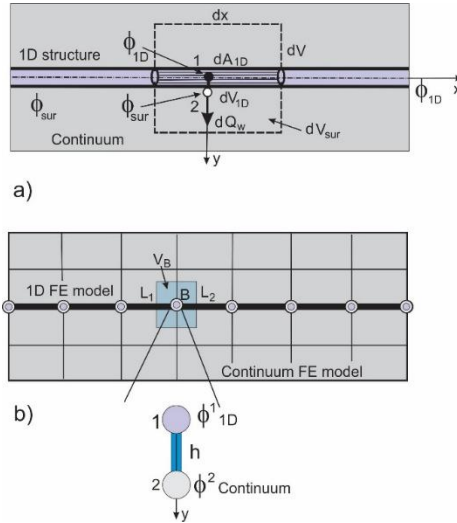 dx
1D structure
ϕ1D
1
dA1D
dV
x
ϕ1D
ϕsur
ϕsur
2
dV1D
dQw
dVsur
Continuum
y
a)
VB
1D FE model
L1
B
L2
Continuum FE model
b)
1
ϕ¹1D
h
2
ϕ² Continuum
y